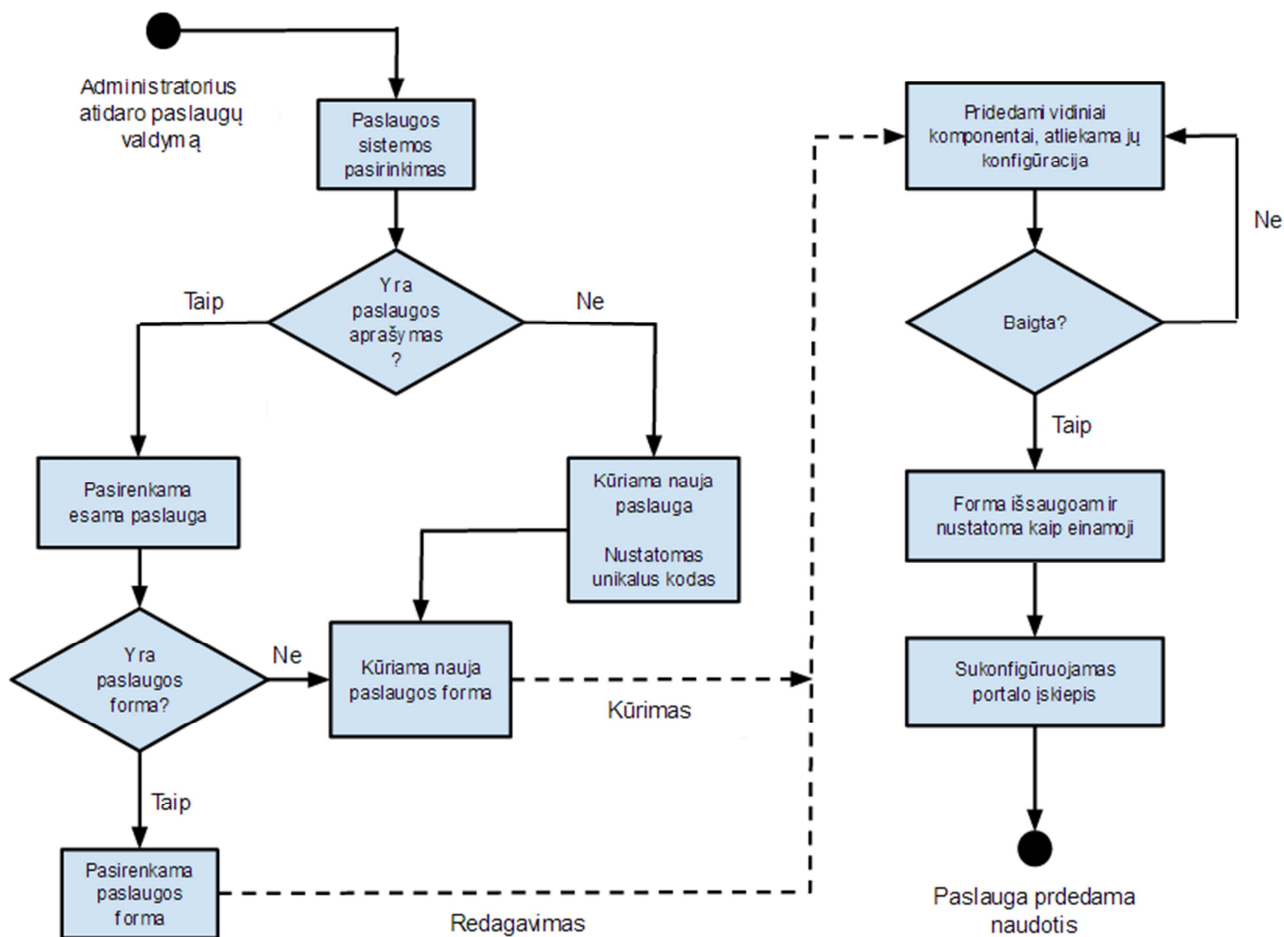 Administratorius
atidaro paslaugų
valdymą
Paslaugos
sistemos
pasirinkimas
Yra
paslaugos
aprašymas
?
Taip
Ne
Pasirenkama
esama paslauga
Kūriama nauja
paslauga
Nustatomas
unikalus kodas
Yra
paslaugos
forma?
Ne
Kūriama nauja
paslaugos forma
Kūrimas
Taip
Pasirenkama
paslaugos
forma
Redagavimas
Pridedami vidiniai
komponentai, atliekama jų
konfigūracija
Ne
Baigta?
Taip
Forma išsaugoam ir
nustatoma kaip einamoji
Sukonfigūruojamas
portalo įskiepis
Paslauga prdedama
naudotis